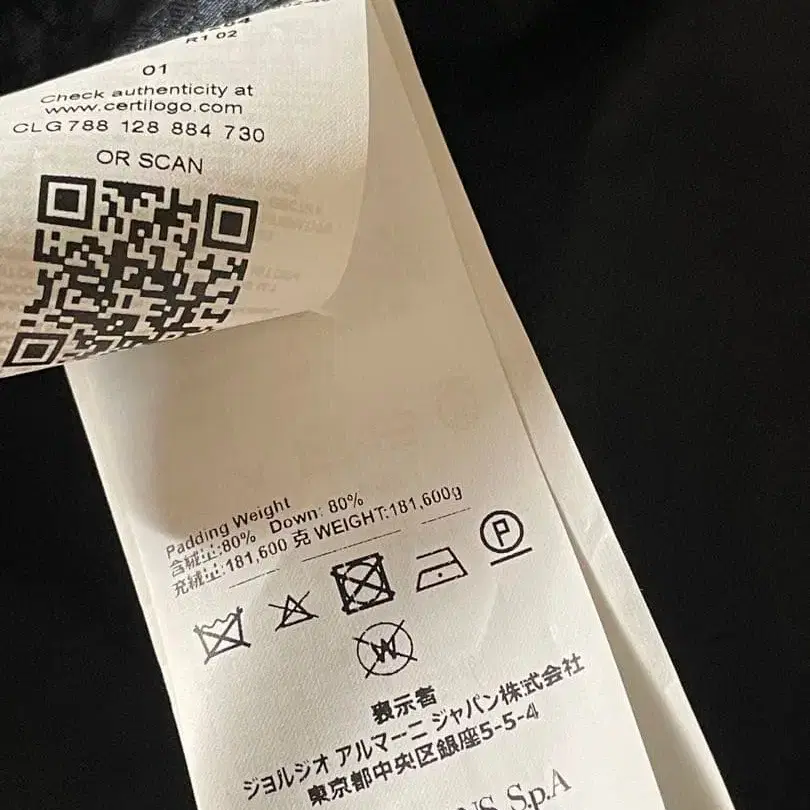 R1 02
01
Check authenticity at
www.certilogo.com
CLG788 128 884 730
OR SCAN
Padding Weight
含绒量:80% Down: 80%
充绒量:181,600 克 WEIGHT:181,600g
P
W
表示者
ジョルジオ アルマーニ ジャパン株式会社
東京都中央区銀座5-5-4
S.p.A